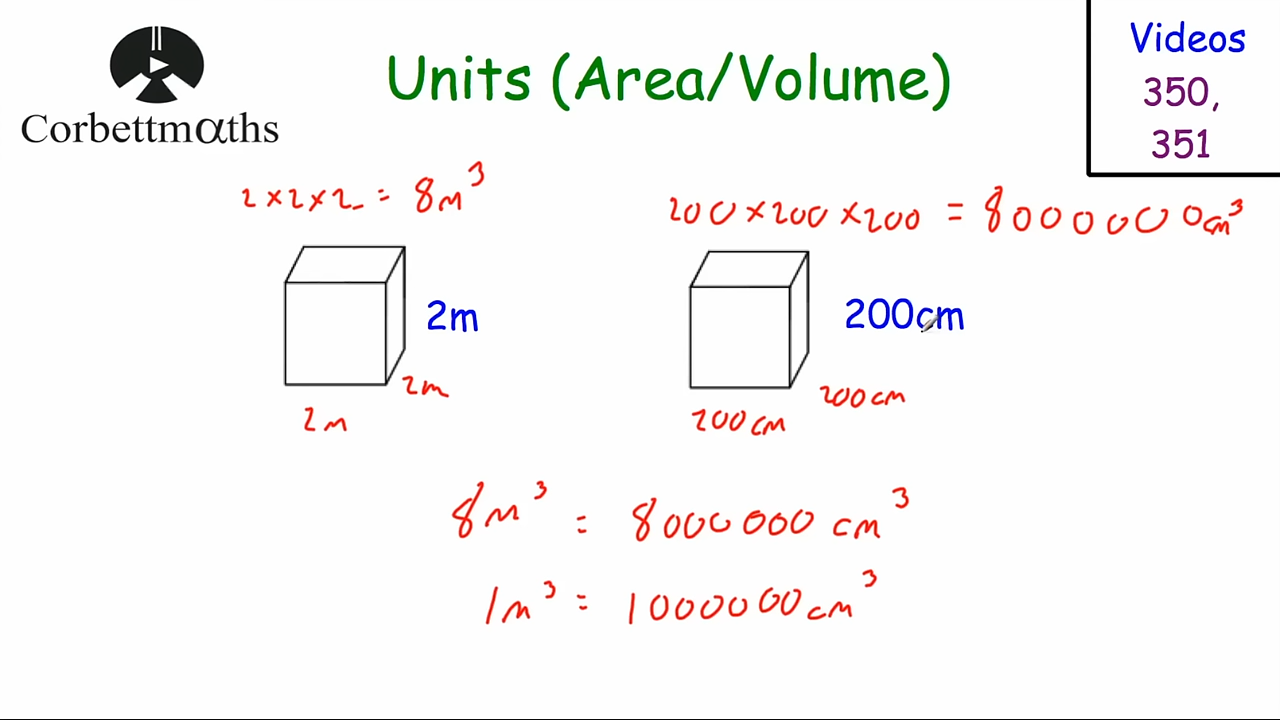 Corbettmαths
Units (Area/Volume)
Videos
350,
351
2 × 2 × 2 = 8m³
200 × 200 × 200 = 8000000cm³
2m
2m
2m
200cm
200cm
200cm
8m³ = 8000000 cm³
1m³ = 1000000cm³